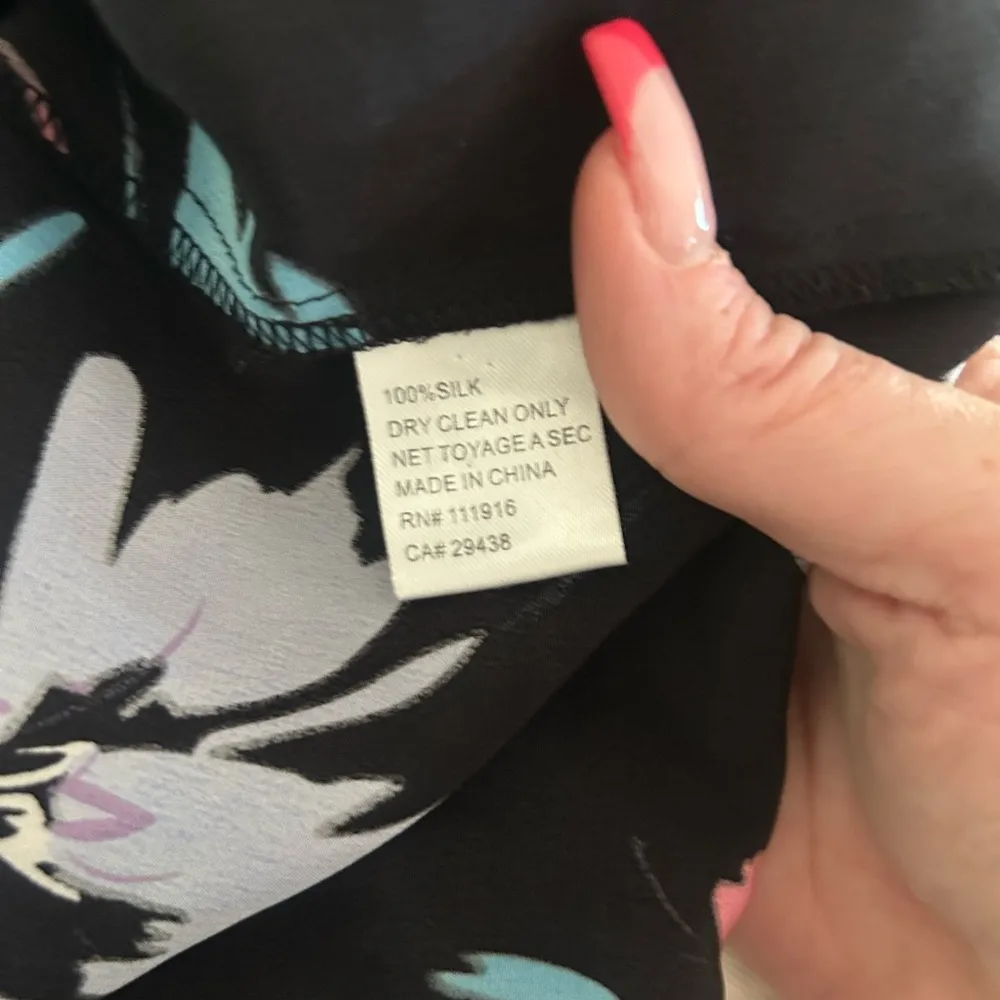 100%SILK
DRY CLEAN ONLY
NET TOYAGE A SEC
MADE IN CHINA
RN# 111916
CA# 29438